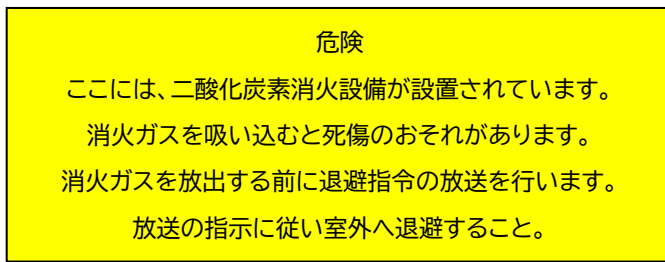 危険
ここには、二酸化炭素消火設備が設置されています。
消火ガスを吸い込むと死傷のおそれがあります。
消火ガスを放出する前に退避指令の放送を行います。
放送の指示に従い室外へ退避すること。